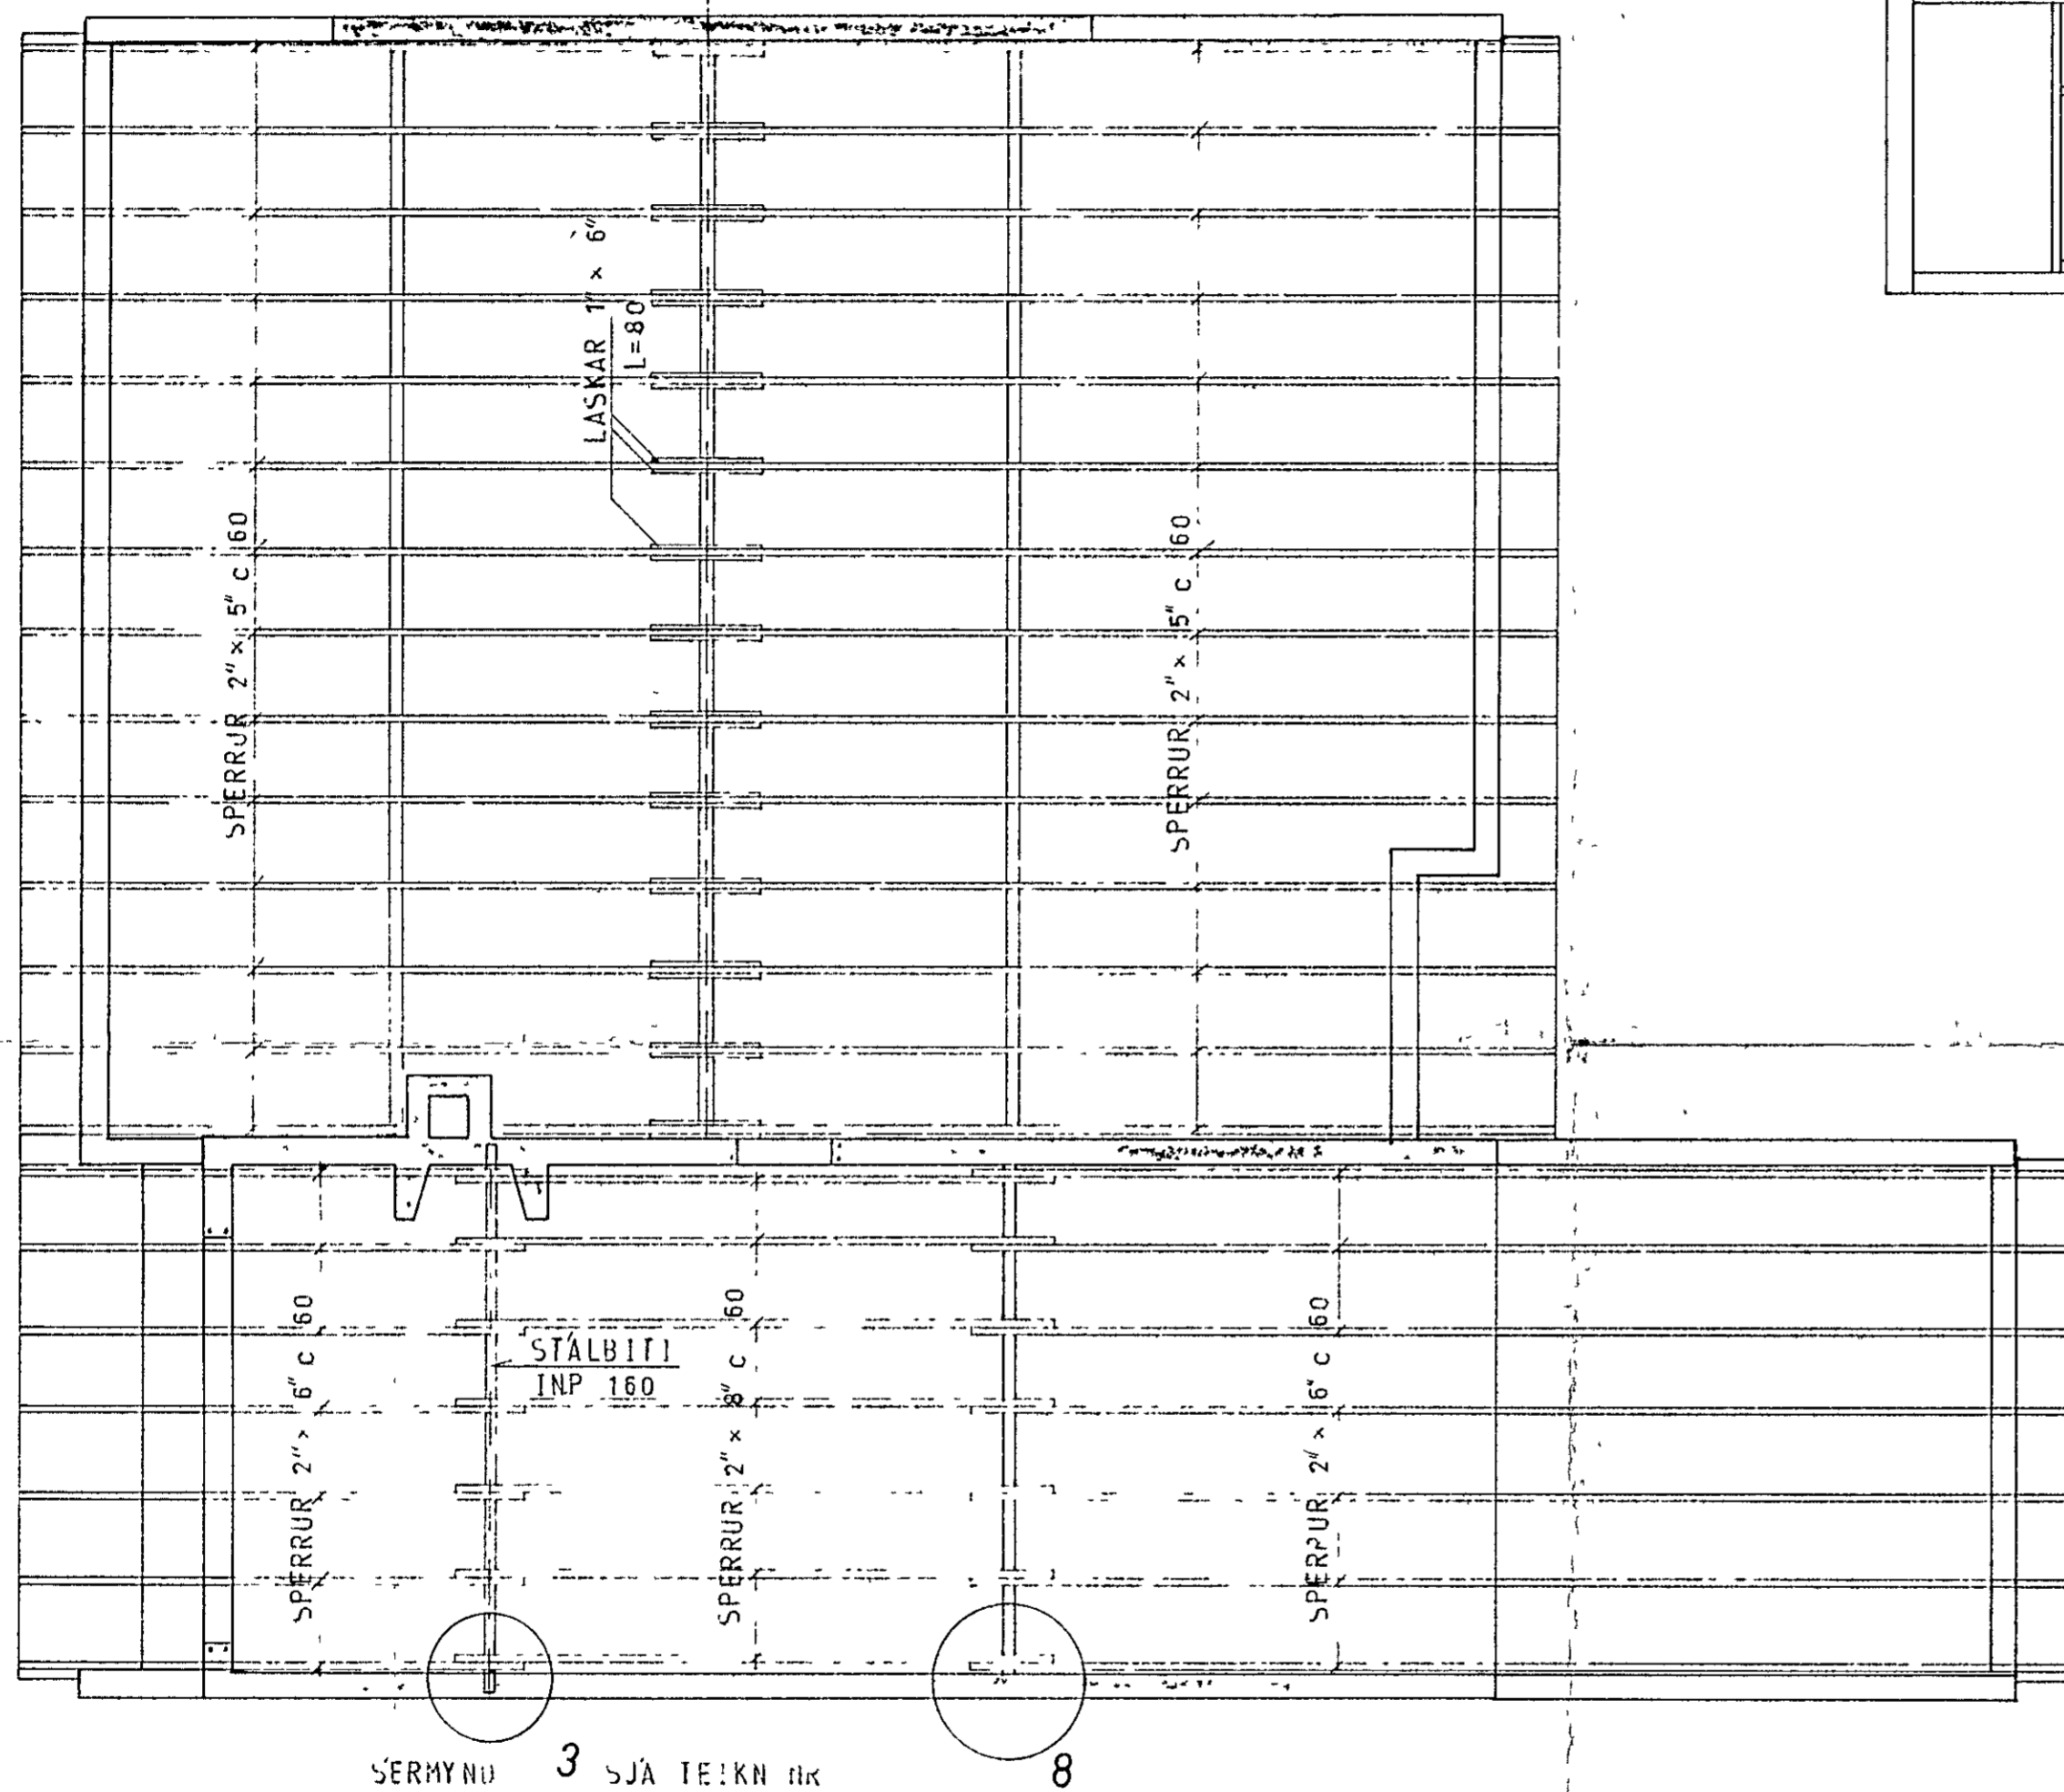 LASKAR 1" x 6"
L=80
SPERRUR 2" x 5" C 60
SPERRUR 2" x 5" C 60
SPERRUR 2" x 6" C 60
STÁLBITI
INP 160
SPERRUR 2" x 8" C 60
SPERRUR 2" x 6" C 60
SÉRMYND 3 SJÁ TEIKN NR 8